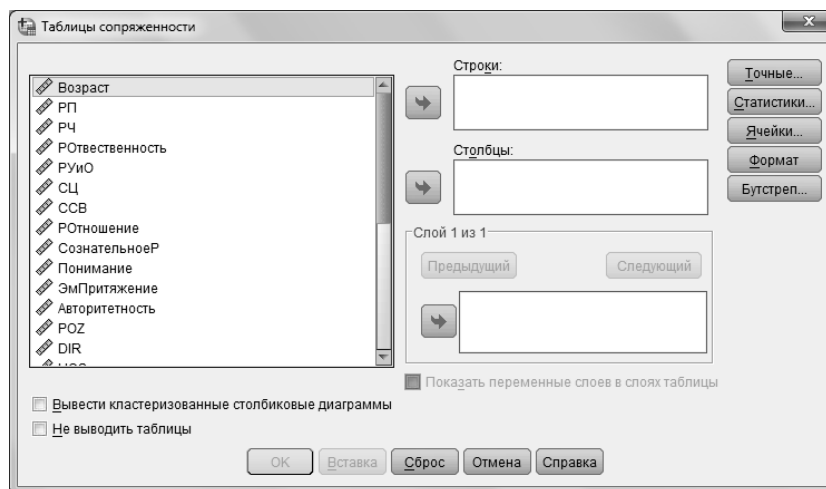 Таблицы сопряженности
Возраст
РП
РЧ
РОтвественность
РУиО
СЦ
ССВ
РОтношение
СознательноеР
Понимание
ЭмПритяжение
Авторитетность
POZ
DIR
Строки:
Столбцы:
Слой 1 из 1
Предыдущий
Следующий
Показать переменные слоев в слоях таблицы
Точные...
Статистики...
Ячейки...
Формат
Бутстреп...
Вывести кластеризованные столбиковые диаграммы
Не выводить таблицы
OK
Вставка
Сброс
Отмена
Справка